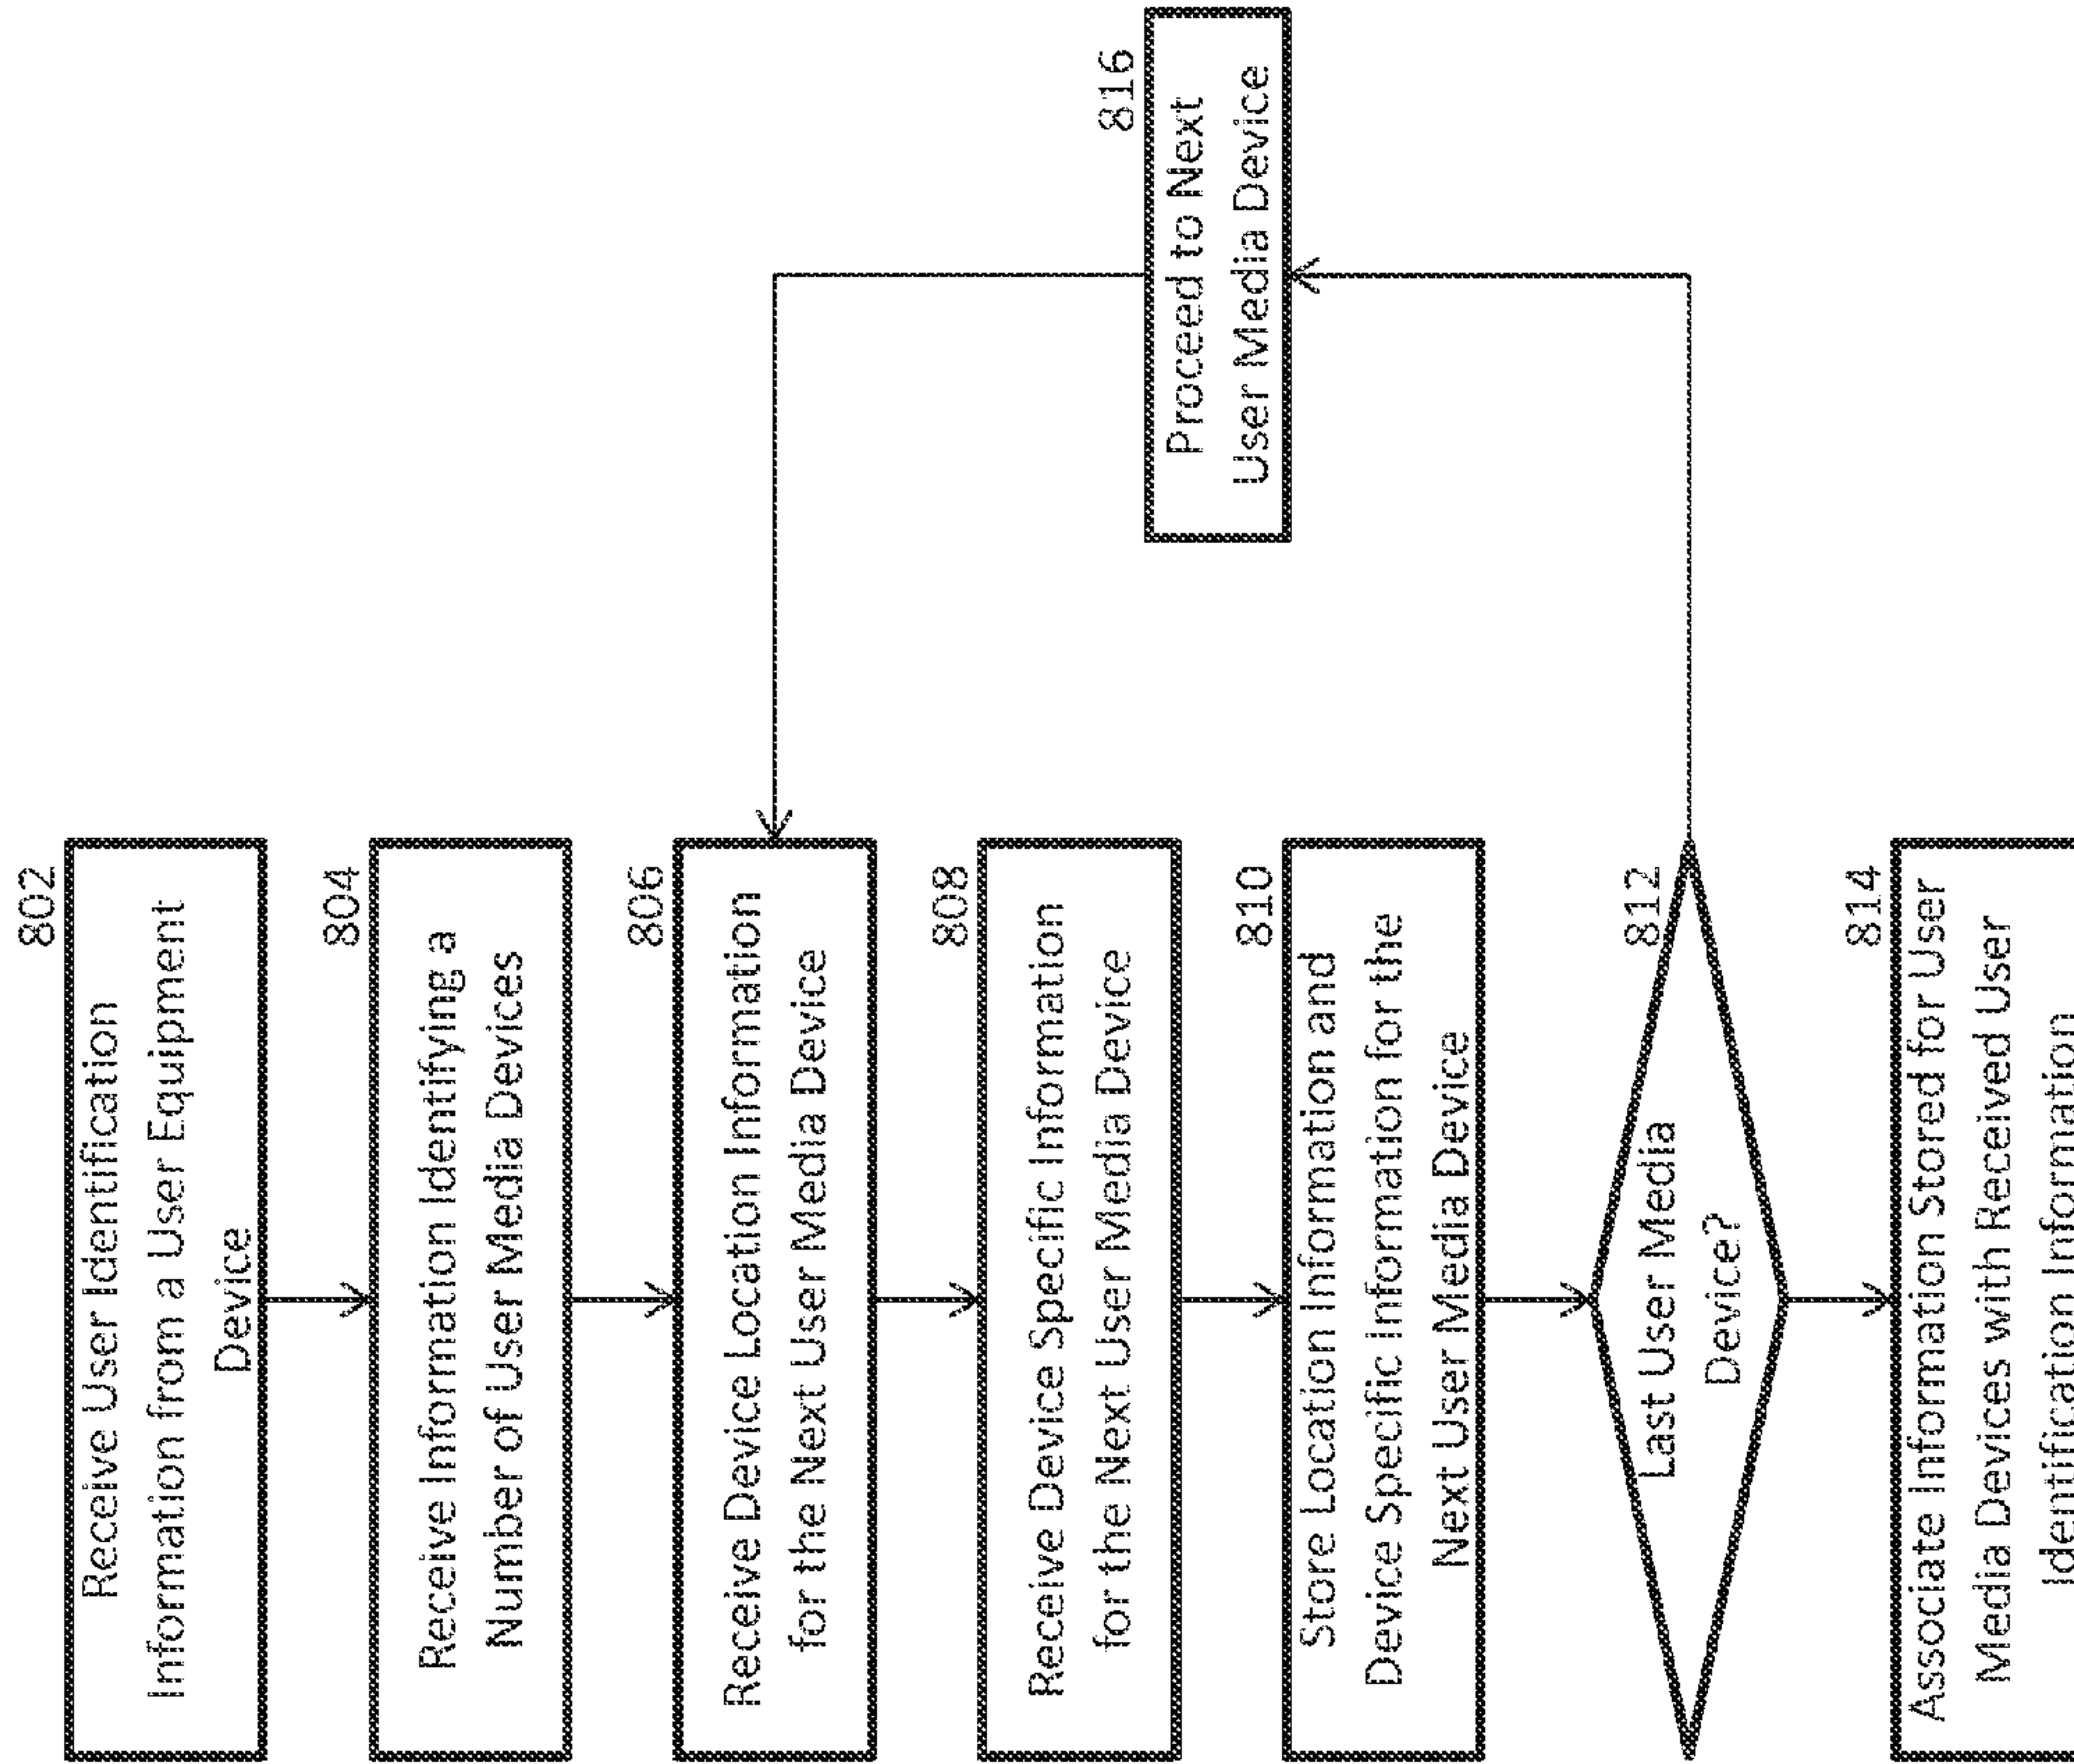 802
Receive User Identification
Information from a User Equipment
Device
804
Receive Information Identifying a
Number of User Media Devices
806
Receive Device Location Information
for the Next User Media Device
808
Receive Device Specific Information
for the Next User Media Device
810
Store Location Information and
Device Specific Information for the
Next User Media Device
812
Last User Media
Device?
814
Associate Information Stored for User
Media Devices with Received User
Identification Information
816
Proceed to Next
User Media Device